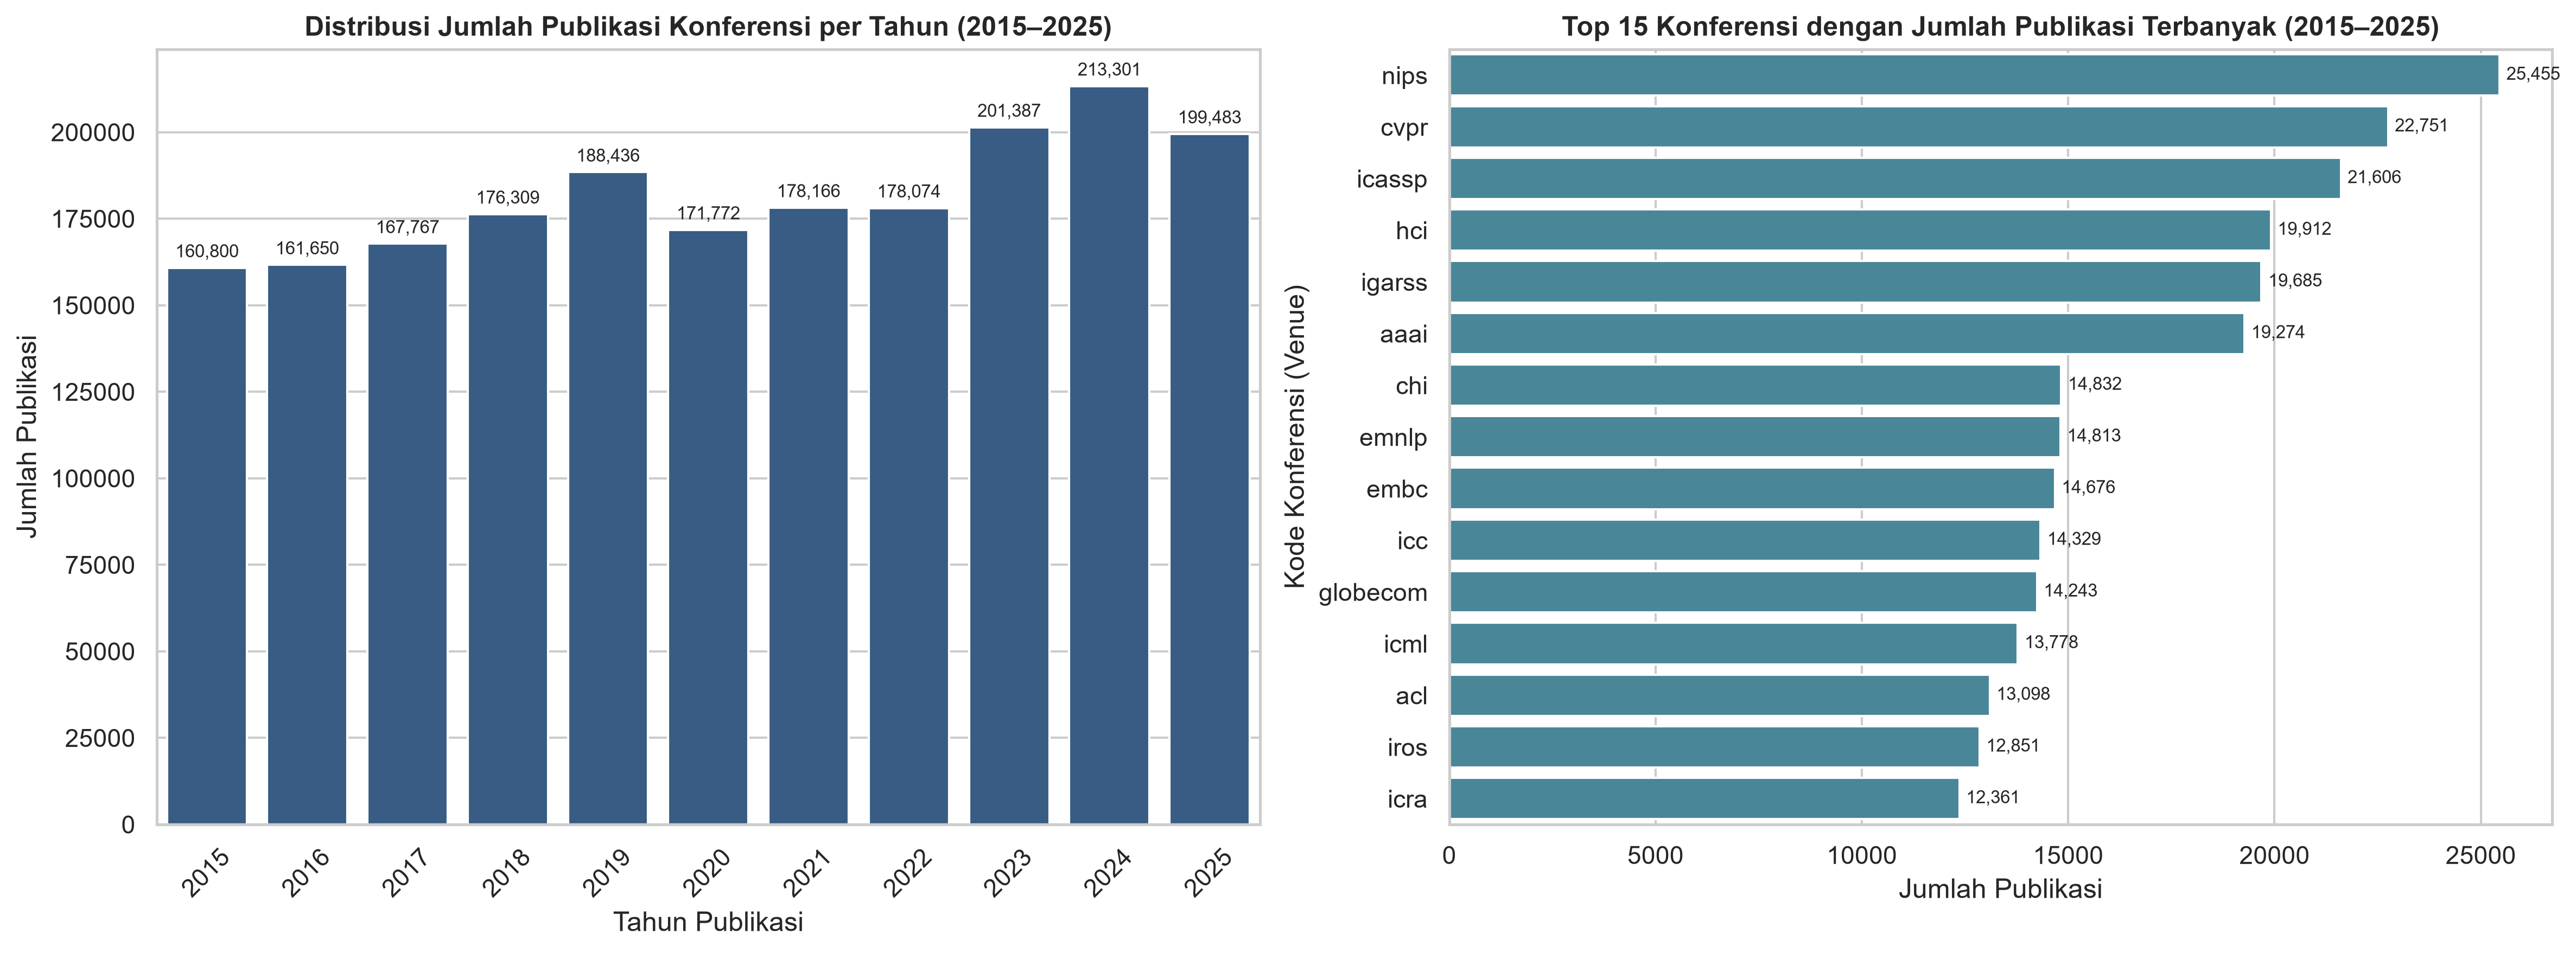 Distribusi Jumlah Publikasi Konferensi per Tahun (2015–2025)
Jumlah Publikasi
200000
175000
150000
125000
100000
75000
50000
25000
0
160,800
161,650
167,767
176,309
188,436
171,772
178,166
178,074
201,387
213,301
199,483
2015
2016
2017
2018
2019
2020
2021
2022
2023
2024
2025
Tahun Publikasi
Top 15 Konferensi dengan Jumlah Publikasi Terbanyak (2015–2025)
Kode Konferensi (Venue)
nips 25,455
cvpr 22,751
icassp 21,606
hci 19,912
igarss 19,685
aaai 19,274
chi 14,832
emnlp 14,813
embc 14,676
icc 14,329
globecom 14,243
icml 13,778
acl 13,098
iros 12,851
icra 12,361
0 5000 10000 15000 20000 25000
Jumlah Publikasi